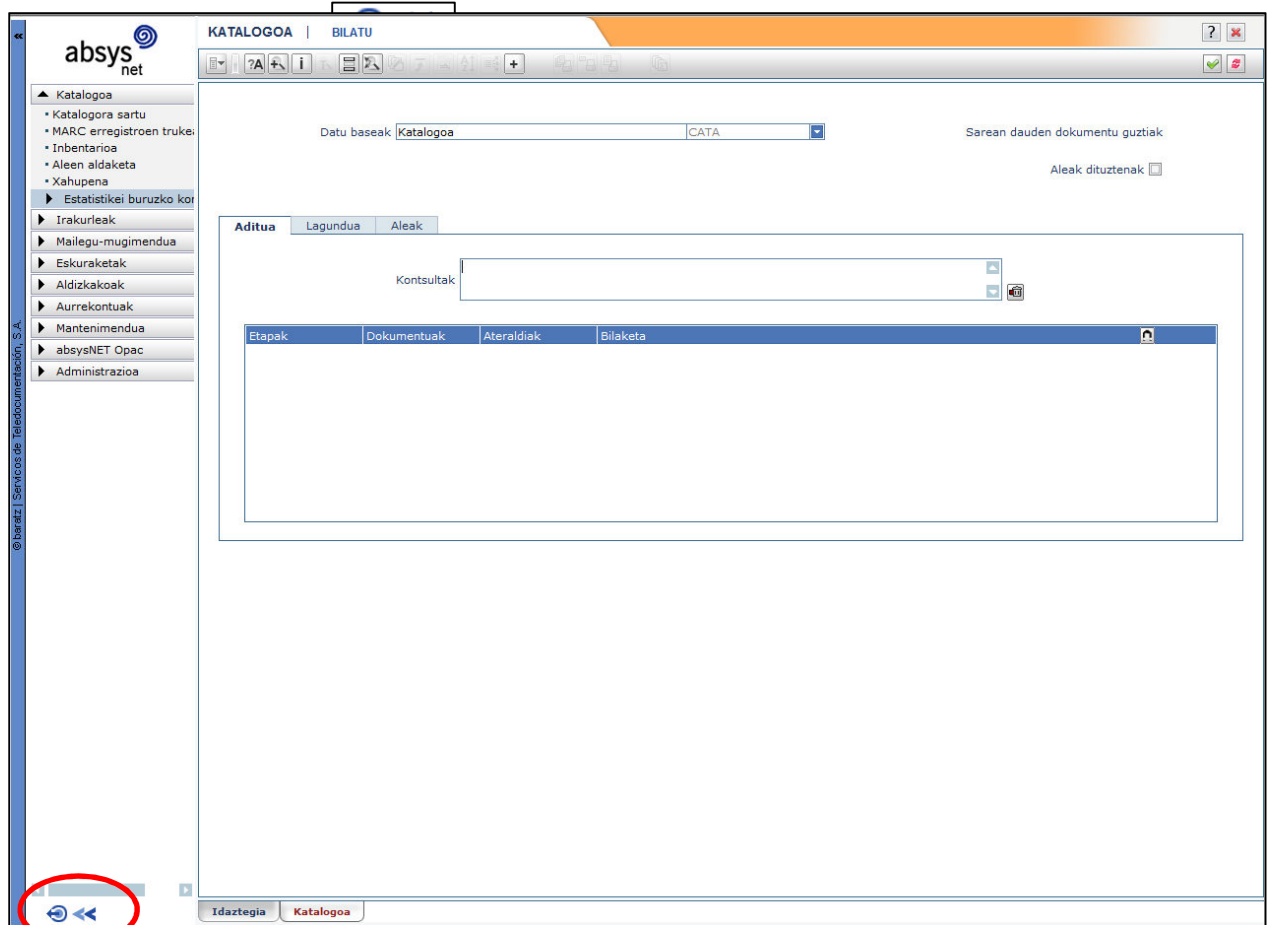 «
absys
net
KATALOGOA | BILATU
?
?A
i
+
Katalogoa
Katalogora sartu
MARC erregistroen truke
Inbentarioa
Aleen aldaketa
Xahupena
Estatistikei buruzko
Irakurleak
Mailegu-mugimendua
Eskuraketak
Aldizkakoak
Aurrekontuak
Mantenimendua
absysNET Opac
Administrazioa
© baratz | Servicos de Teledocumentación, S.A.
Datu baseak Katalogoa CATA
Sarean dauden dokumentu guztiak
Aleak dituztenak
Aditua Lagundua Aleak
Kontsultak
Etapak Dokumentuak Ateraldiak Bilaketa
Idaztegia Katalogoa